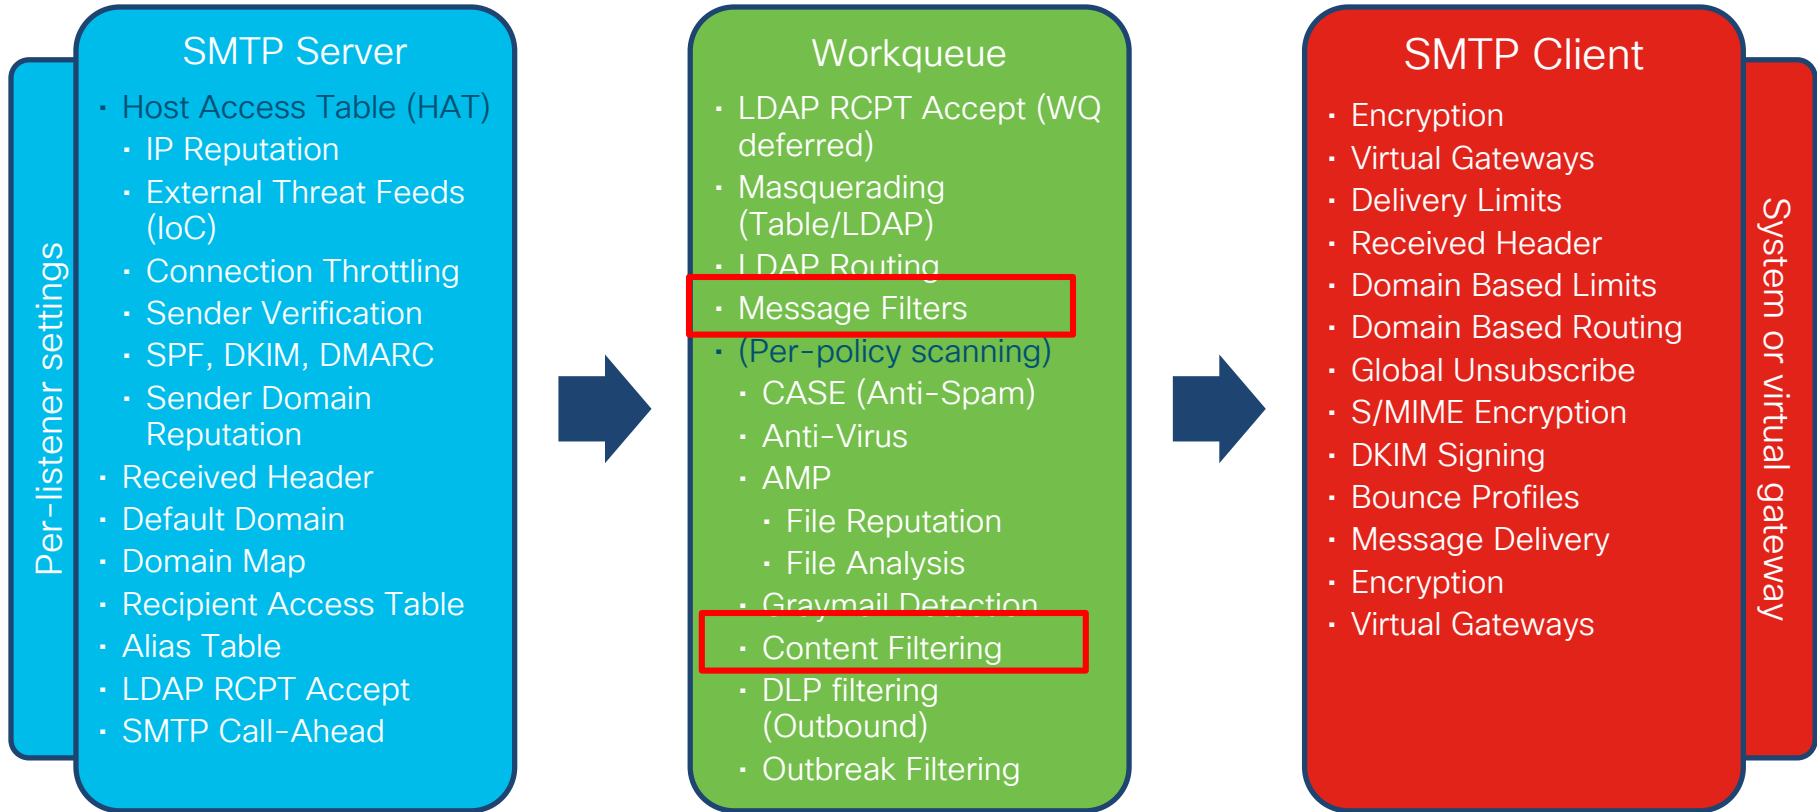 Per-listener settings
SMTP Server
· Host Access Table (HAT)
· IP Reputation
· External Threat Feeds
(IoC)
· Connection Throttling
· Sender Verification
· SPF, DKIM, DMARC
· Sender Domain
Reputation
· Received Header
· Default Domain
· Domain Map
· Recipient Access Table
· Alias Table
· LDAP RCPT Accept
· SMTP Call-Ahead
Workqueue
· LDAP RCPT Accept (WQ
deferred)
· Masquerading
(Table/LDAP)
· LDAP Routing
· Message Filters
· (Per-policy scanning)
· CASE (Anti-Spam)
· Anti-Virus
· AMP
· File Reputation
· File Analysis
· Graymail Detection
· Content Filtering
· DLP filtering
(Outbound)
· Outbreak Filtering
SMTP Client
· Encryption
· Virtual Gateways
· Delivery Limits
· Received Header
· Domain Based Limits
· Domain Based Routing
· Global Unsubscribe
· S/MIME Encryption
· DKIM Signing
· Bounce Profiles
· Message Delivery
· Encryption
· Virtual Gateways
System or virtual gateway